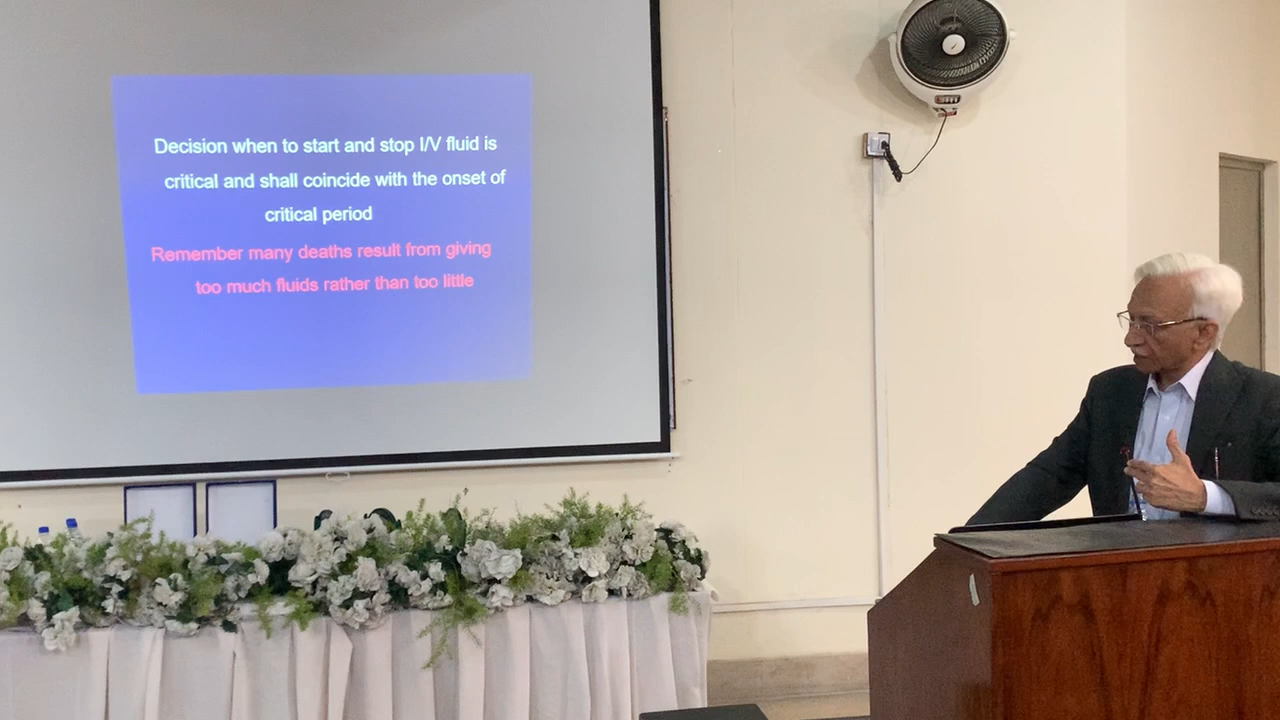 Decision when to start and stop I/V fluid is
critical and shall coincide with the onset of
critical period
Remember many deaths result from giving
too much fluids rather than too little